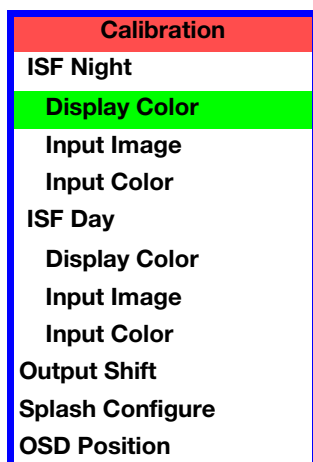 Calibration
ISF Night
Display Color
Input Image
Input Color
ISF Day
Display Color
Input Image
Input Color
Output Shift
Splash Configure
OSD Position